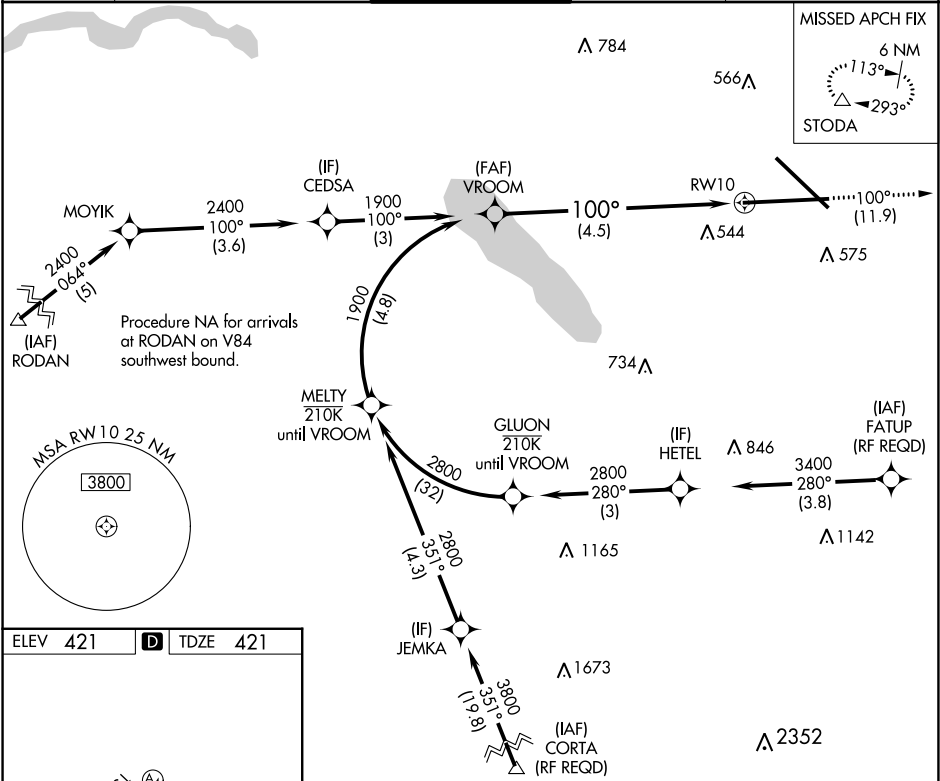 MISSED APCH FIX
6 NM
113°
293°
STODA
784
566
(IF)
CEDSA
(FAF)
VROOM
RW10
MOYIK
2400
100°
(3.6)
1900
100°
(3)
100°
(4.5)
100°
(11.9)
544
575
2400
064°
(5)
(IAF)
RODAN
Procedure NA for arrivals
at RODAN on V84
southwest bound.
1900
(4.8)
734
MELTY
210K
until VROOM
GLUON
210K
until VROOM
(IF)
HETEL
846
(IAF)
FATUP
(RF REQD)
MSA RW10 25 NM
3800
2800
(32)
2800
280°
(3)
3400
280°
(3.8)
1142
1165
2800
351°
(4.3)
(IF)
JEMKA
1673
3800
351°
(19.8)
(IAF)
CORTA
(RF REQD)
2352
ELEV 421 D TDZE 421